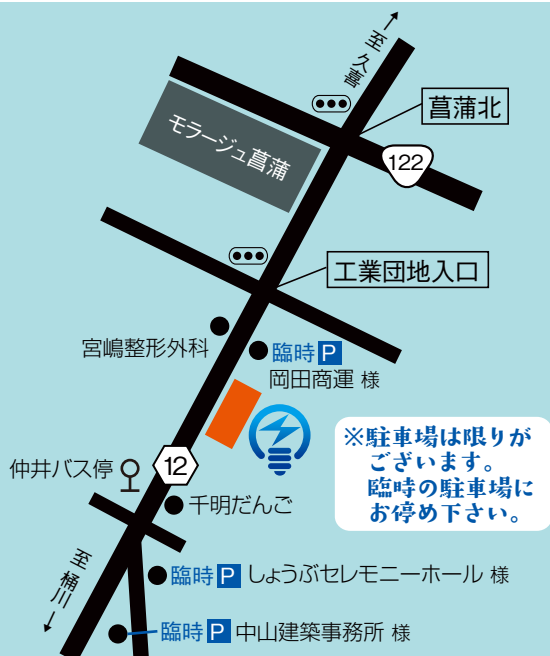 ←至 久喜
菖蒲北
モラージュ菖蒲
122
工業団地入口
宮嶋整形外科
臨時 P
岡田商運 様
※駐車場は限りが
ございます。
臨時の駐車場に
お停め下さい。
仲井バス停
12
千明だんご
至 桶川→
臨時 P しょうぶセレモニーホール 様
臨時 P 中山建築事務所 様